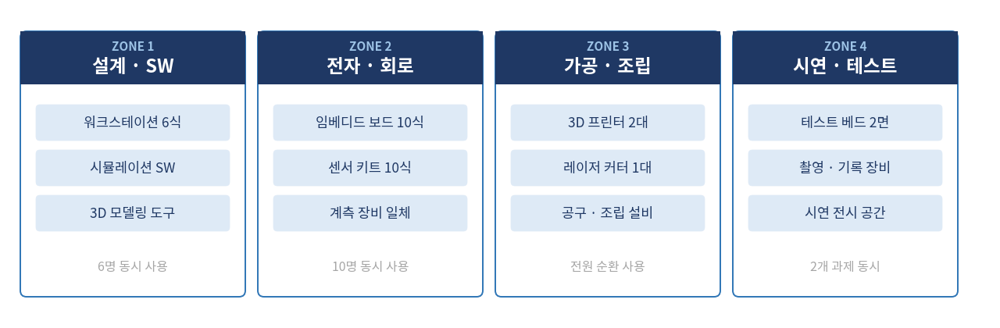 ZONE 1
설계 · SW
워크스테이션 6식
시뮬레이션 SW
3D 모델링 도구
6명 동시 사용
ZONE 2
전자 · 회로
임베디드 보드 10식
센서 키트 10식
계측 장비 일체
10명 동시 사용
ZONE 3
가공 · 조립
3D 프린터 2대
레이저 커터 1대
공구 · 조립 설비
전원 순환 사용
ZONE 4
시연 · 테스트
테스트 베드 2면
촬영 · 기록 장비
시연 전시 공간
2개 과제 동시